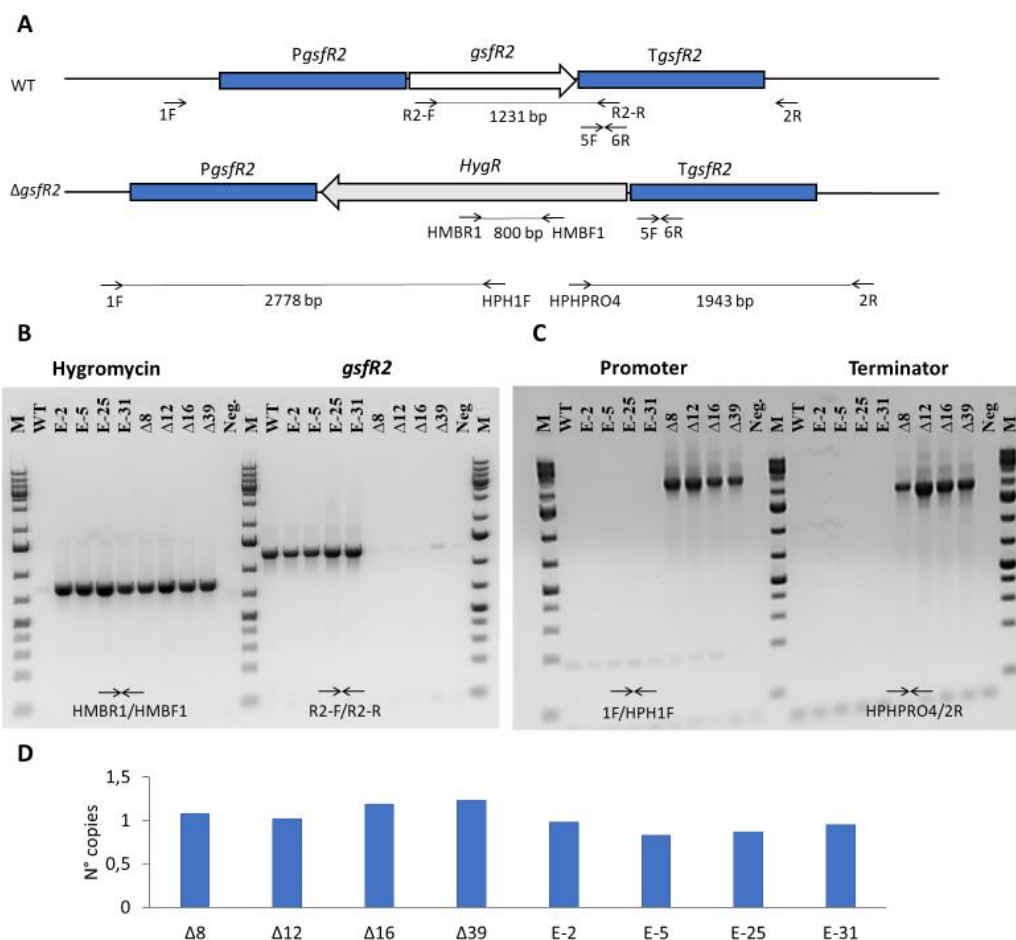 A
PgsfR2 gsfR2 TgsfR2
WT
1F R2-F 1231 bp R2-R 2R
5F 6R
PgsfR2 HygR TgsfR2
ΔgsfR2
HMBR1 800 bp HMBF1 5F 6R
1F 2778 bp HPH1F HPHPRO4 1943 bp 2R
B C
Hygromycin gsfR2 Promoter Terminator
M WT E-2 E-5 E-25 E-31 Δ8 Δ12 Δ16 Δ39 Neg. M WT E-2 E-5 E-25 E-31 Δ8 Δ12 Δ16 Δ39 Neg M
M WT E-2 E-5 E-25 E-31 Δ8 Δ12 Δ16 Δ39 Neg. M WT E-2 E-5 E-25 E-31 Δ8 Δ12 Δ16 Δ39 Neg M
HMBR1/HMBF1 R2-F/R2-R 1F/HPH1F HPHPRO4/2R
D
N° copies
1,5
1
0,5
0
Δ8 Δ12 Δ16 Δ39 E-2 E-5 E-25 E-31